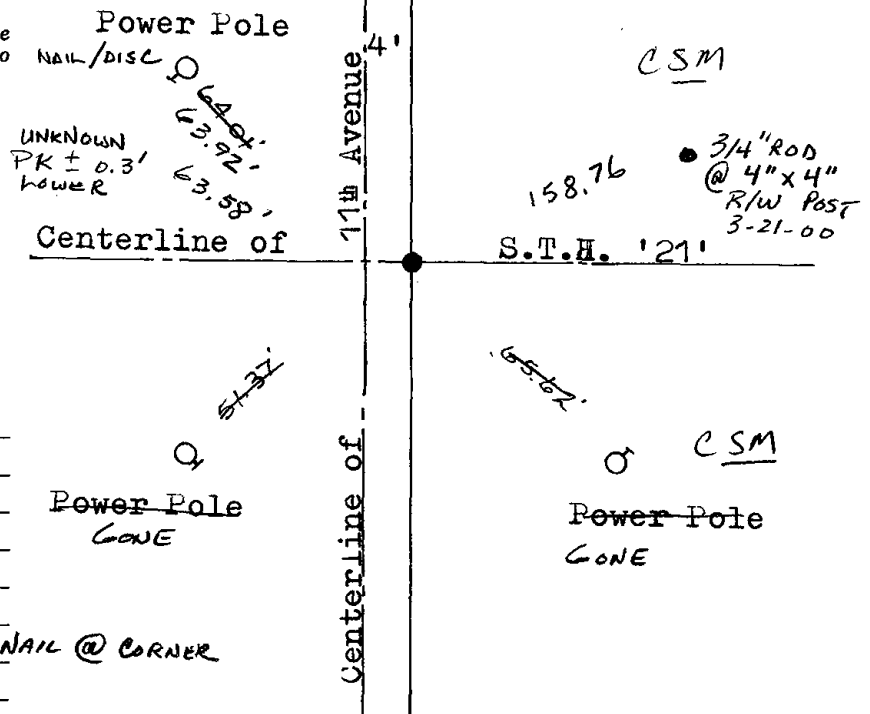 Power Pole
NAIL/DISC
4'
CSM
64.01'
63.92'
63.58'
UNKNOWN
PK ± 0.3'
LOWER
11th Avenue
158.76
3/4" ROD
@ 4" x 4"
R/W POST
3-21-00
Centerline of
S.T.H. '21'
51.37'
65.62'
Power Pole
GONE
CSM
Power Pole
GONE
Centerline of
NAIL @ CORNER